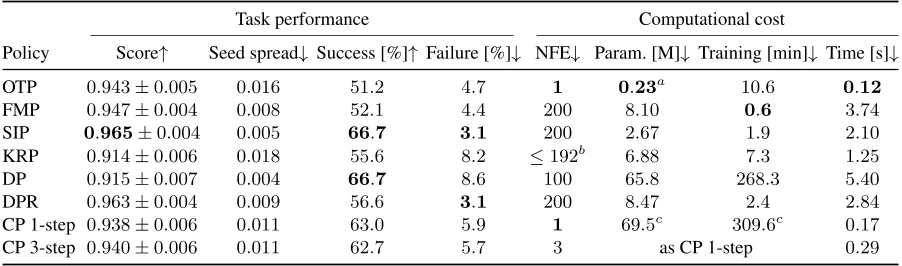 Task performance Computational cost
Policy Score↑ Seed spread↓ Success [%]↑ Failure [%]↓ NFE↓ Param. [M]↓ Training [min]↓ Time [s]↓
OTP 0.943 ± 0.005 0.016 51.2 4.7 1 0.23ᵃ 10.6 0.12
FMP 0.947 ± 0.004 0.008 52.1 4.4 200 8.10 0.6 3.74
SIP 0.965 ± 0.004 0.005 66.7 3.1 200 2.67 1.9 2.10
KRP 0.914 ± 0.006 0.018 55.6 8.2 ≤ 192ᵇ 6.88 7.3 1.25
DP 0.915 ± 0.007 0.004 66.7 8.6 100 65.8 268.3 5.40
DPR 0.963 ± 0.004 0.009 56.6 3.1 200 8.47 2.4 2.84
CP 1-step 0.938 ± 0.006 0.011 63.0 5.9 1 69.5ᶜ 309.6ᶜ 0.17
CP 3-step 0.940 ± 0.006 0.011 62.7 5.7 3 as CP 1-step 0.29